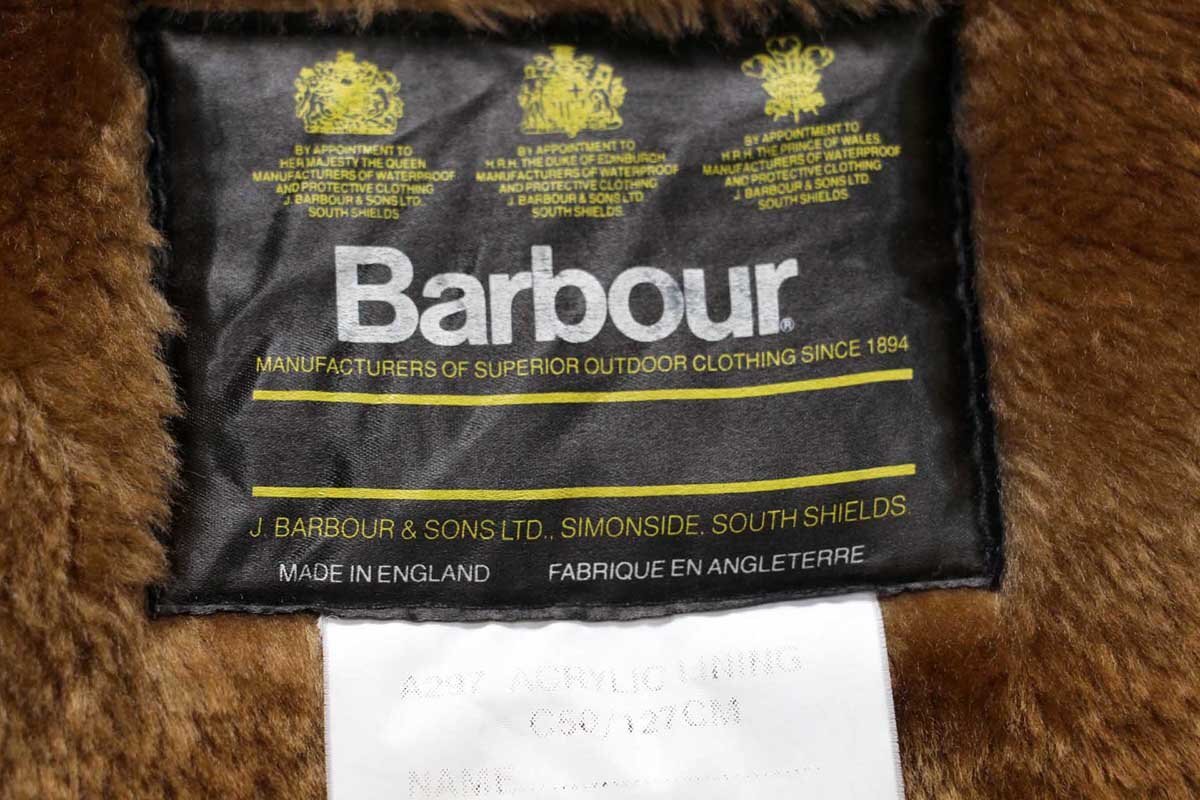 BY APPOINTMENT TO
HER MAJESTY THE QUEEN
MANUFACTURERS OF WATERPROOF
AND PROTECTIVE CLOTHING
J. BARBOUR & SONS LTD.
SOUTH SHIELDS
BY APPOINTMENT TO
H.R.H. THE DUKE OF EDINBURGH
MANUFACTURERS OF WATERPROOF
AND PROTECTIVE CLOTHING
J. BARBOUR & SONS LTD.
SOUTH SHIELDS.
BY APPOINTMENT TO
H.R.H. THE PRINCE OF WALES
MANUFACTURERS OF WATERPROOF
AND PROTECTIVE CLOTHING
J. BARBOUR & SONS LTD.
SOUTH SHIELDS.
Barbour®
MANUFACTURERS OF SUPERIOR OUTDOOR CLOTHING SINCE 1894
J. BARBOUR & SONS LTD., SIMONSIDE, SOUTH SHIELDS.
MADE IN ENGLAND FABRIQUE EN ANGLETERRE
A297 ACRYLIC LINING
C50/127CM
NAME